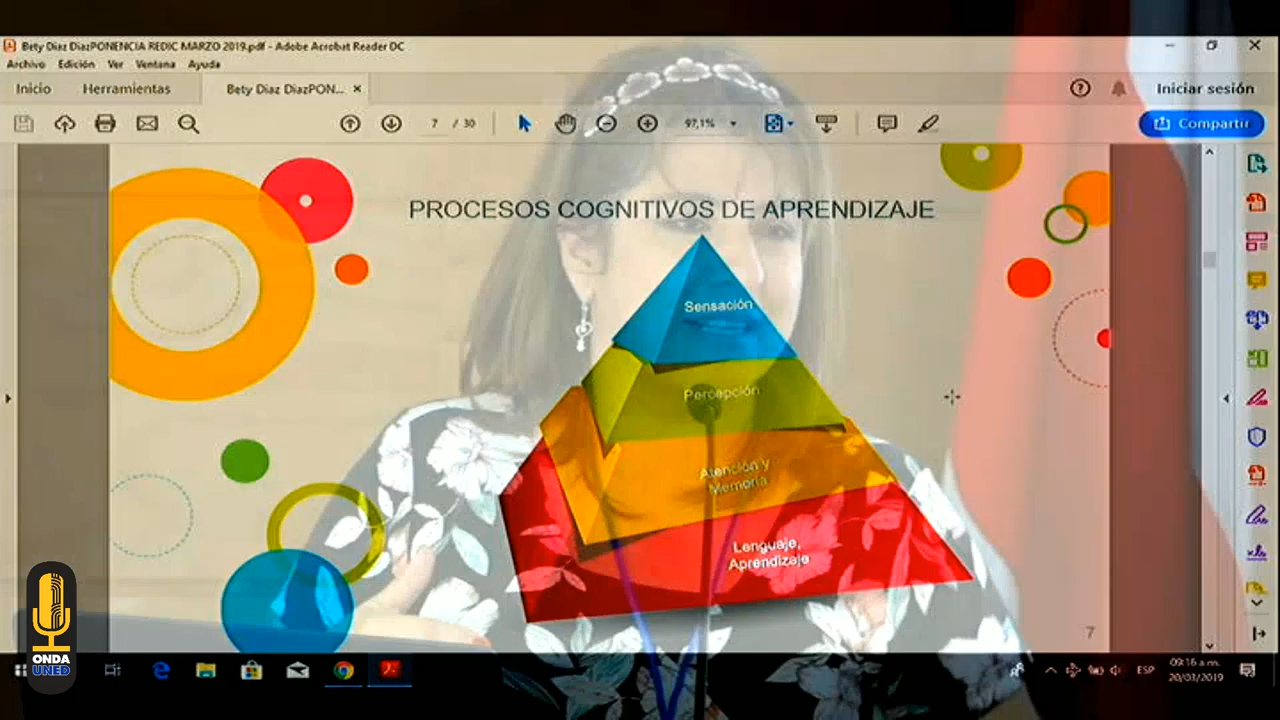 Bety Diaz DiazPONENCIA REDIC MARZO 2019.pdf - Adobe Acrobat Reader DC
Archivo Edición Ver Ventana Ayuda
Inicio Herramientas Bety Diaz DiazPON... Iniciar sesión
7 / 30 97,1% Compartir
PROCESOS COGNITIVOS DE APRENDIZAJE
Sensación
Percepción
Atención y
Memoria
Lenguaje,
Aprendizaje
7
ONDA
UNED
ESP
09:16 a.m.
20/03/2019